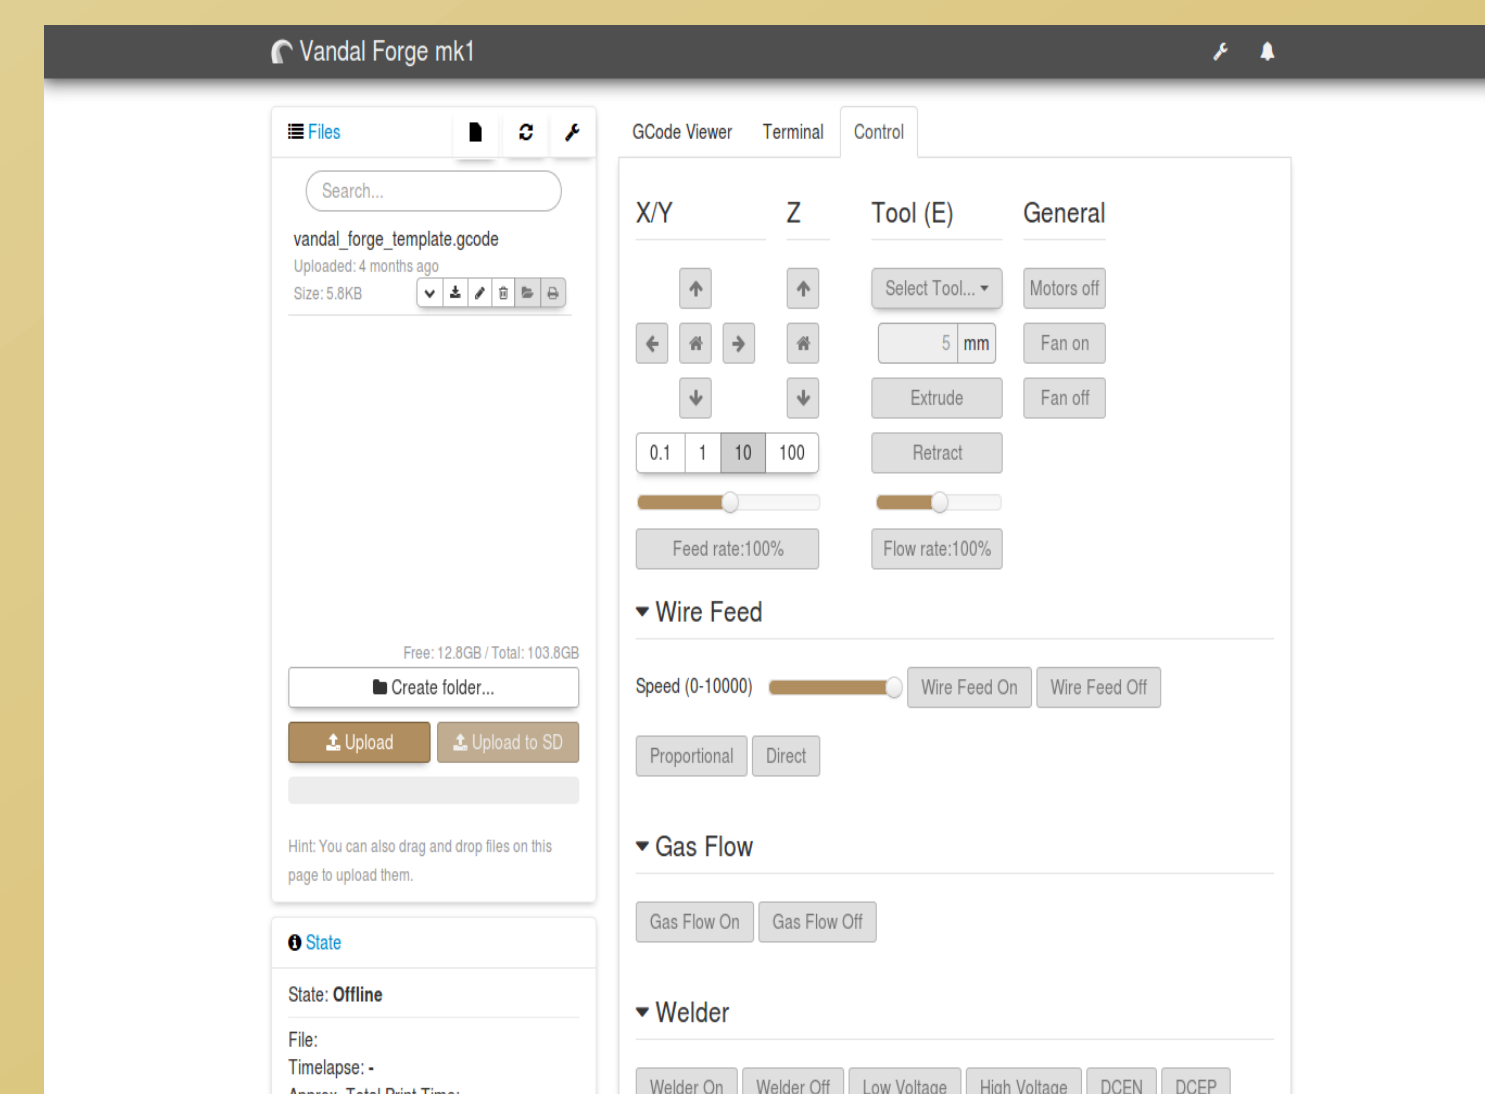 Vandal Forge mk1
Files
Search...
vandal_forge_template.gcode
Uploaded: 4 months ago
Size: 5.8KB
Free: 12.8GB / Total: 103.8GB
Create folder...
Upload
Upload to SD
Hint: You can also drag and drop files on this
page to upload them.
State
State: Offline
File:
Timelapse: -
Approx. Total Print Time:
GCode Viewer
Terminal
Control
X/Y
Z
Tool (E)
General
Select Tool...
Motors off
5 mm
Fan on
Extrude
Fan off
0.1 1 10 100
Retract
Feed rate:100%
Flow rate:100%
Wire Feed
Speed (0-10000)
Wire Feed On
Wire Feed Off
Proportional
Direct
Gas Flow
Gas Flow On
Gas Flow Off
Welder
Welder On
Welder Off
Low Voltage
High Voltage
DCEN
DCEP